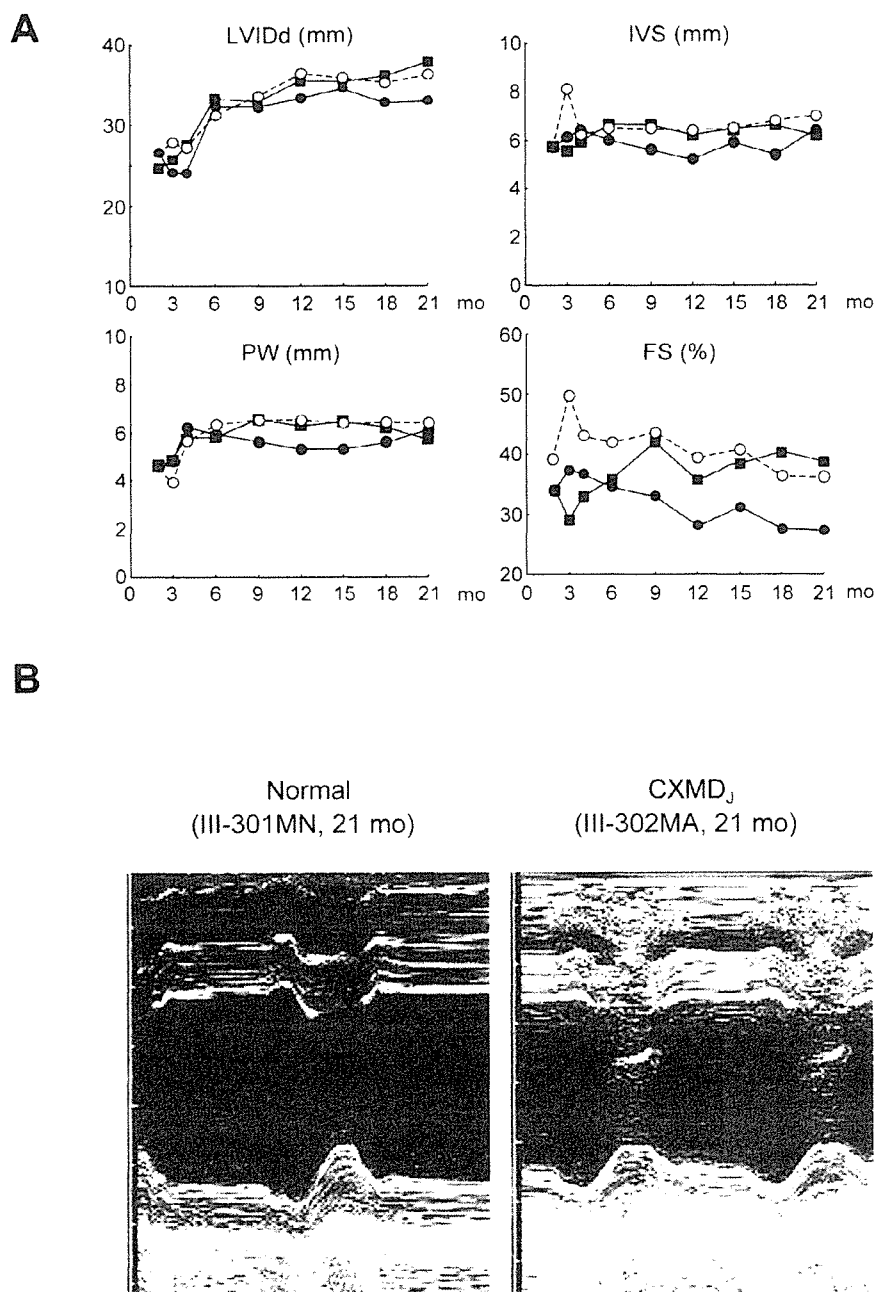 A
LVIDd (mm)
40
30
20
10
0 3 6 9 12 15 18 21 mo
IVS (mm)
10
8
6
4
2
0
0 3 6 9 12 15 18 21 mo
PW (mm)
10
8
6
4
2
0
0 3 6 9 12 15 18 21 mo
FS (%)
60
50
40
30
20
0 3 6 9 12 15 18 21 mo
B
Normal
(III-301MN, 21 mo)
CXMDJ
(III-302MA, 21 mo)